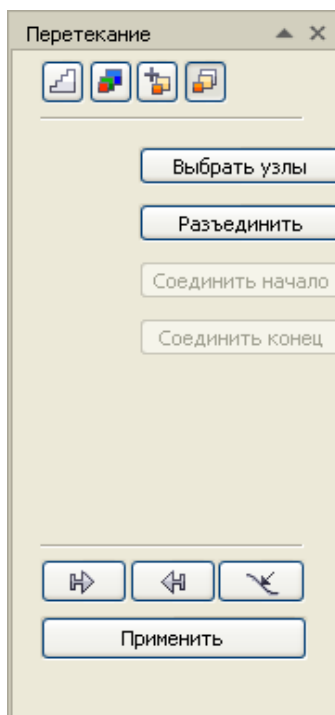 Перетекание
Выбрать узлы
Разъединить
Соединить начало
Соединить конец
Применить